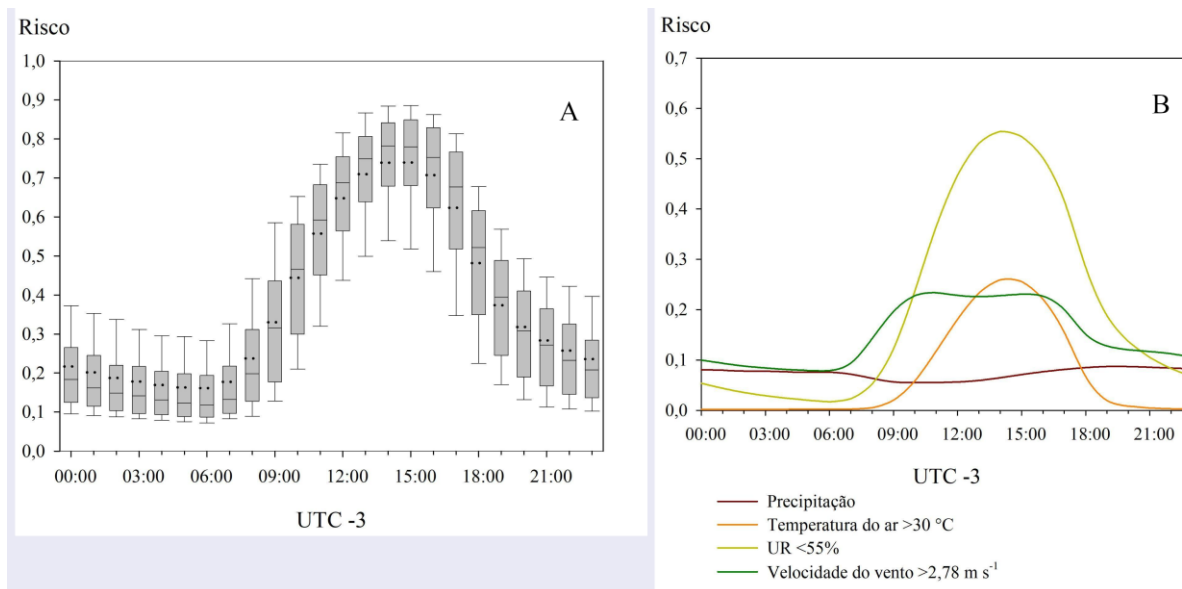 Risco
1,0
0,9
0,8
0,7
0,6
0,5
0,4
0,3
0,2
0,1
0,0
A
00:00 03:00 06:00 09:00 12:00 15:00 18:00 21:00
UTC -3
Risco
0,7
0,6
0,5
0,4
0,3
0,2
0,1
0,0
B
00:00 03:00 06:00 09:00 12:00 15:00 18:00 21:00
UTC -3
Precipitação
Temperatura do ar >30 °C
UR <55%
Velocidade do vento >2,78 m s⁻¹